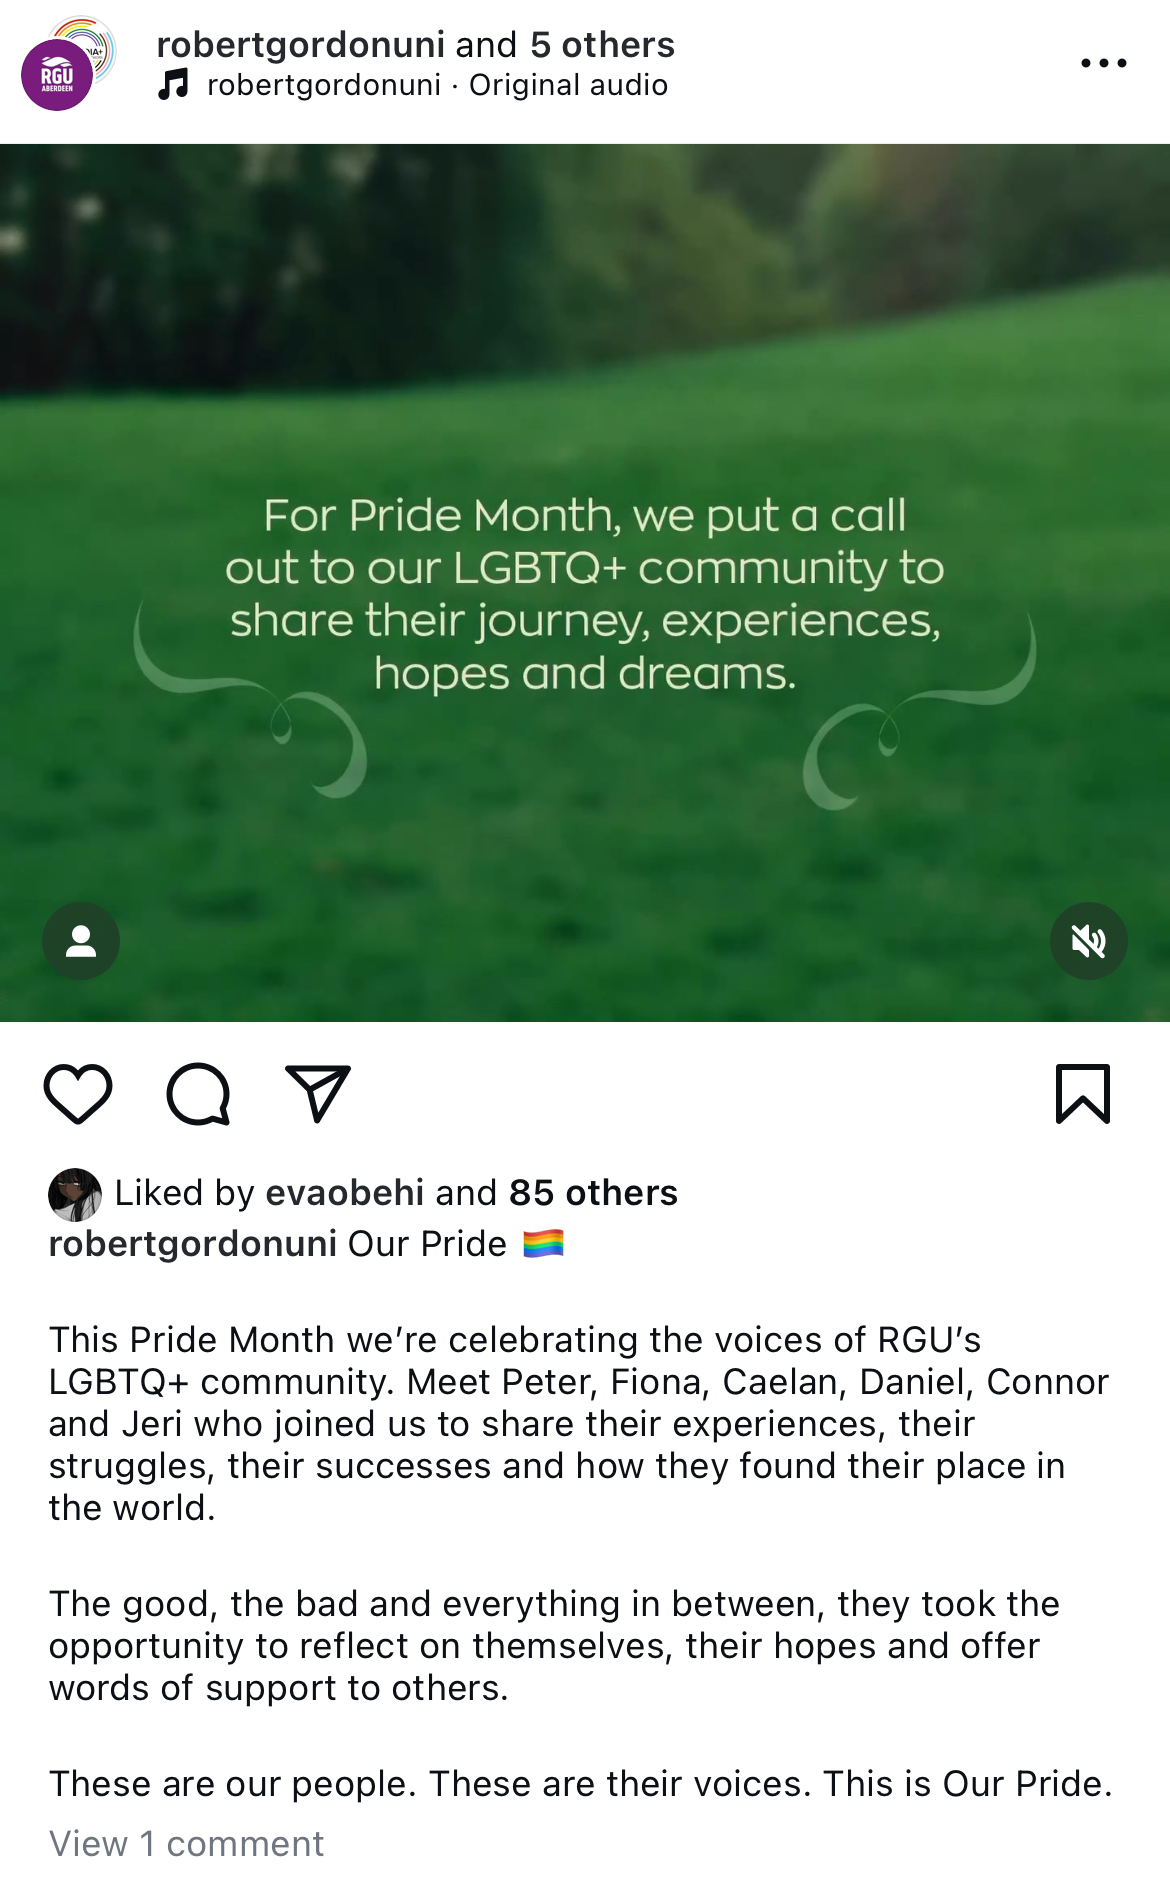 robertgordonuni and 5 others
robertgordonuni · Original audio
RGU
ABERDEEN
For Pride Month, we put a call
out to our LGBTQ+ community to
share their journey, experiences,
hopes and dreams.
Liked by evaobehi and 85 others
robertgordonuni Our Pride 🏳️‍🌈
This Pride Month we’re celebrating the voices of RGU’s
LGBTQ+ community. Meet Peter, Fiona, Caelan, Daniel, Connor
and Jeri who joined us to share their experiences, their
struggles, their successes and how they found their place in
the world.
The good, the bad and everything in between, they took the
opportunity to reflect on themselves, their hopes and offer
words of support to others.
These are our people. These are their voices. This is Our Pride.
View 1 comment